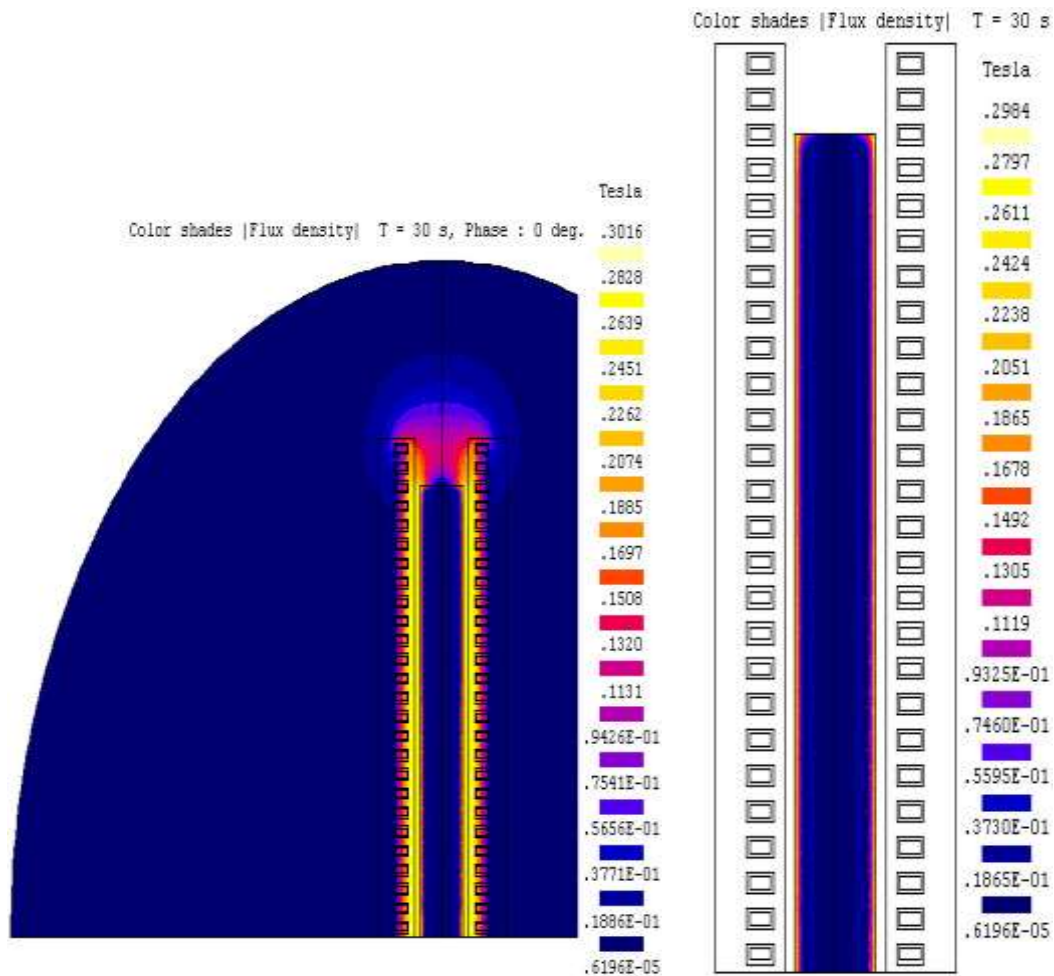 Color shades |Flux density| T = 30 s, Phase : 0 deg.
Tesla
.3016
.2828
.2639
.2451
.2262
.2074
.1885
.1697
.1508
.1320
.1131
.9426E-01
.7541E-01
.5656E-01
.3771E-01
.1886E-01
.6196E-05
Color shades |Flux density| T = 30 s
Tesla
.2984
.2797
.2611
.2424
.2238
.2051
.1865
.1678
.1492
.1305
.1119
.9325E-01
.7460E-01
.5595E-01
.3730E-01
.1865E-01
.6196E-05